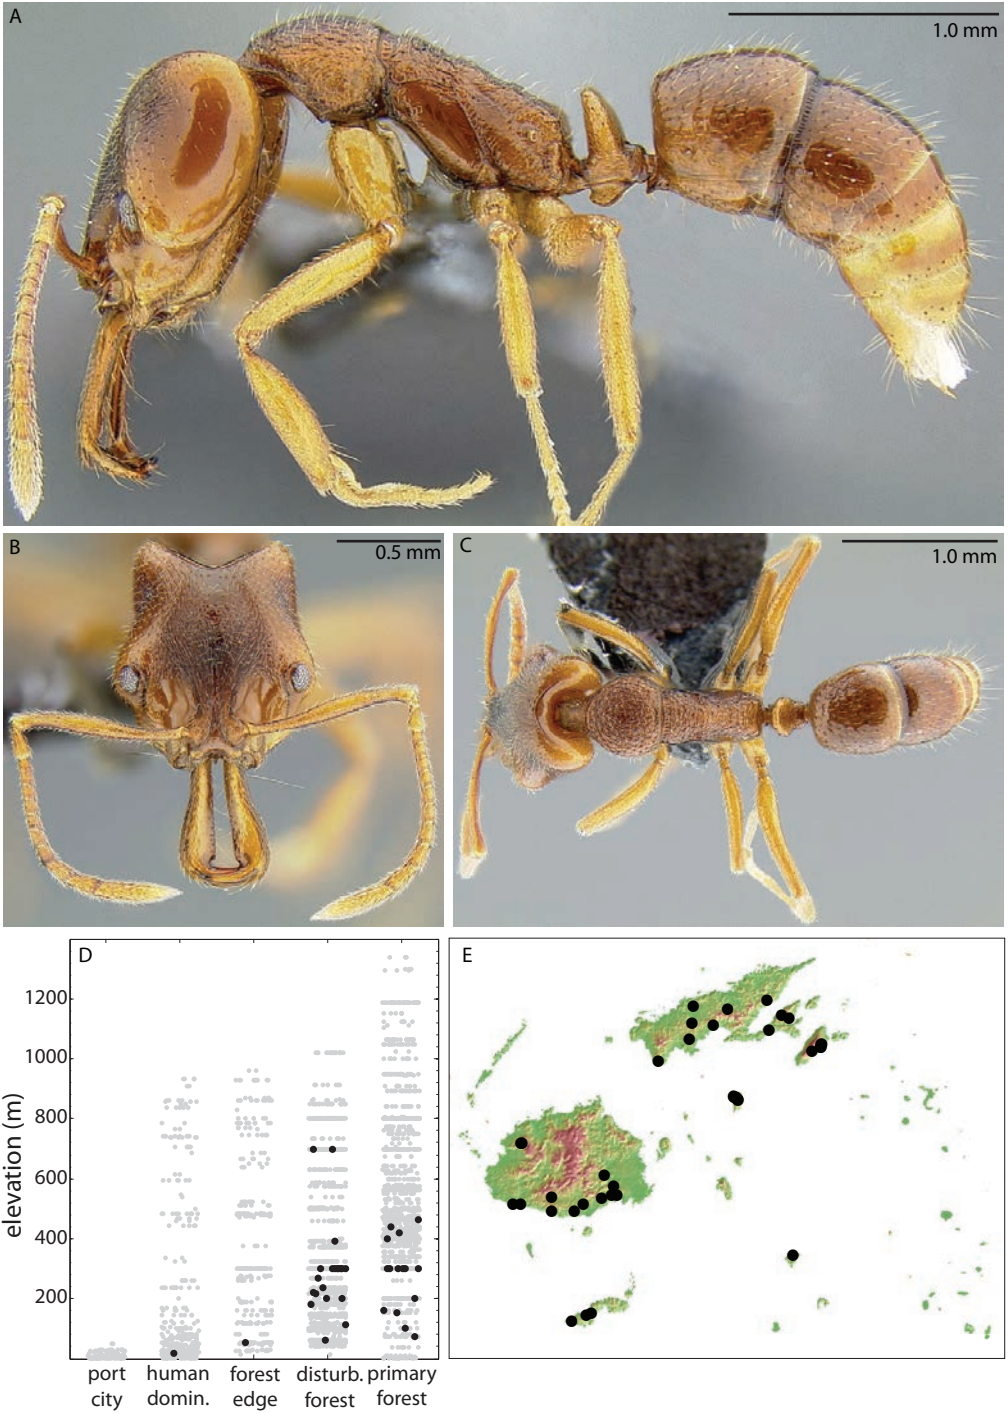 A
1.0 mm
B
0.5 mm
C
1.0 mm
D
E
elevation (m)
1200
1000
800
600
400
200
port human forest disturb. primary
city domin. edge forest forest